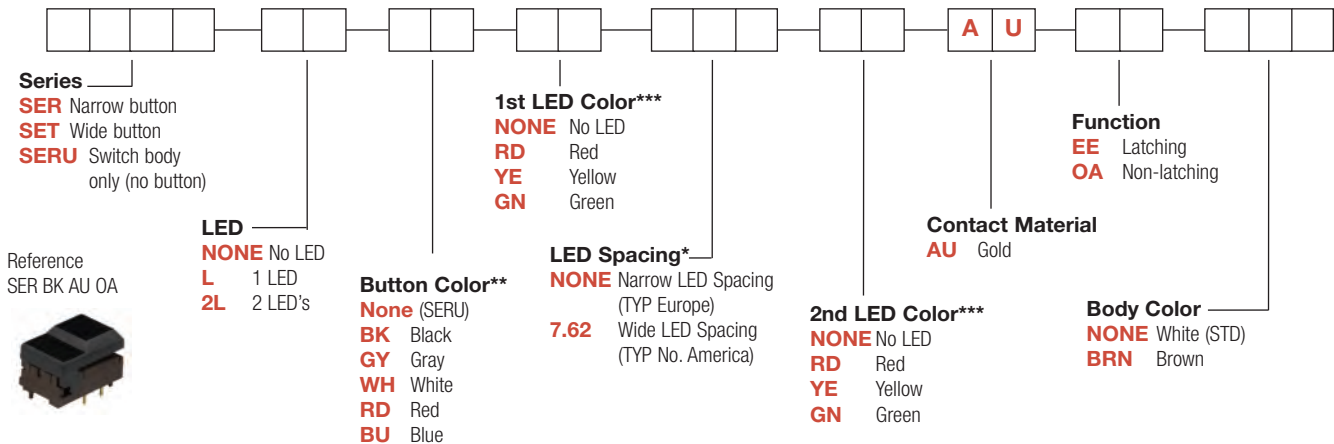 A U
Series
SER Narrow button
SET Wide button
SERU Switch body
only (no button)
Reference
SER BK AU OA
LED
NONE No LED
L 1 LED
2L 2 LED's
Button Color**
None (SERU)
BK Black
GY Gray
WH White
RD Red
BU Blue
1st LED Color***
NONE No LED
RD Red
YE Yellow
GN Green
LED Spacing*
NONE Narrow LED Spacing
(TYP Europe)
7.62 Wide LED Spacing
(TYP No. America)
2nd LED Color***
NONE No LED
RD Red
YE Yellow
GN Green
Contact Material
AU Gold
Function
EE Latching
OA Non-latching
Body Color
NONE White (STD)
BRN Brown